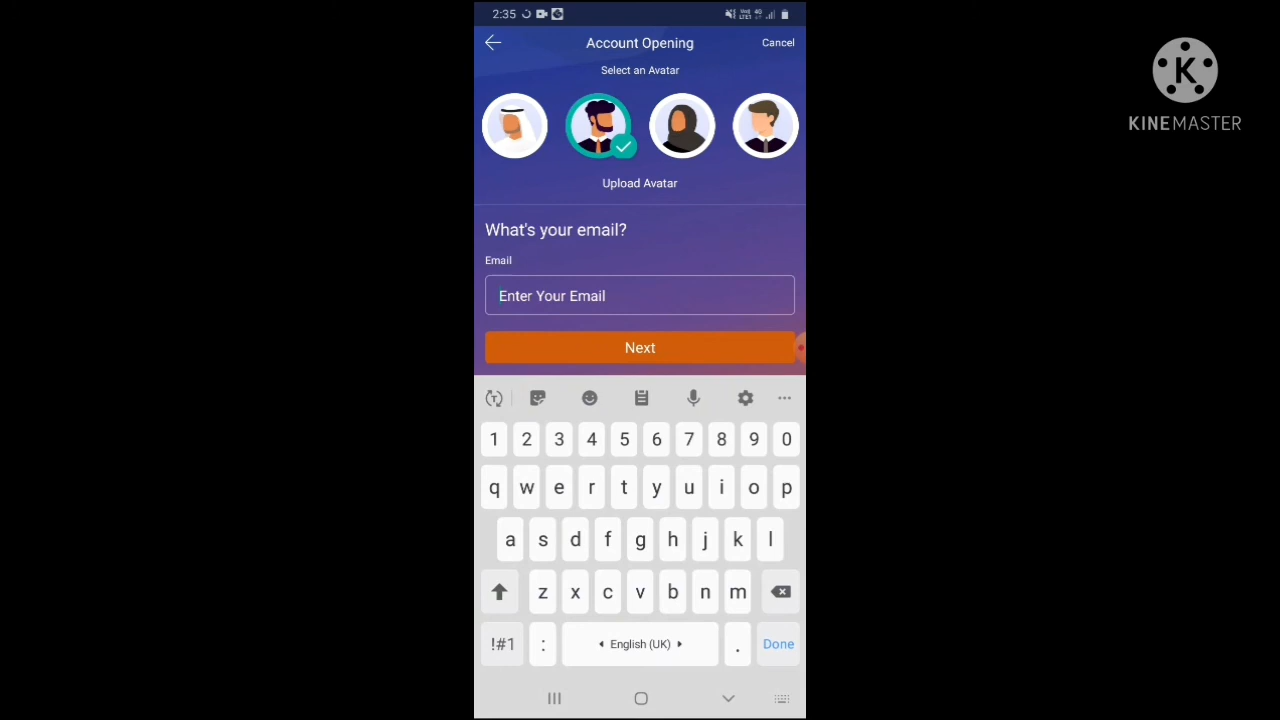 2:35
Account Opening
Cancel
Select an Avatar
Upload Avatar
What's your email?
Email
Enter Your Email
Next
1 2 3 4 5 6 7 8 9 0
q w e r t y u i o p
a s d f g h j k l
z x c v b n m
!#1 : English (UK) . Done
K
KINEMASTER